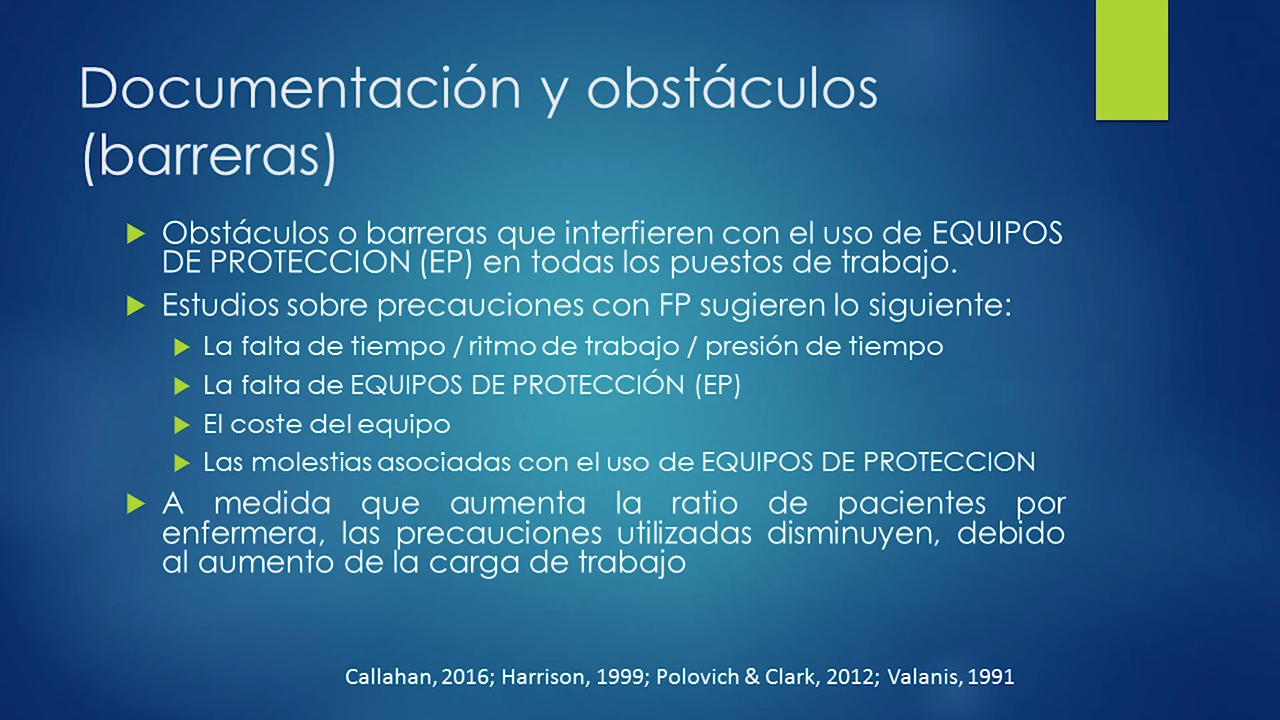 Documentación y obstáculos
(barreras)
Obstáculos o barreras que interfieren con el uso de EQUIPOS
DE PROTECCION (EP) en todas los puestos de trabajo.
Estudios sobre precauciones con FP sugieren lo siguiente:
La falta de tiempo / ritmo de trabajo / presión de tiempo
La falta de EQUIPOS DE PROTECCIÓN (EP)
El coste del equipo
Las molestias asociadas con el uso de EQUIPOS DE PROTECCION
A medida que aumenta la ratio de pacientes por
enfermera, las precauciones utilizadas disminuyen, debido
al aumento de la carga de trabajo
Callahan, 2016; Harrison, 1999; Polovich & Clark, 2012; Valanis, 1991